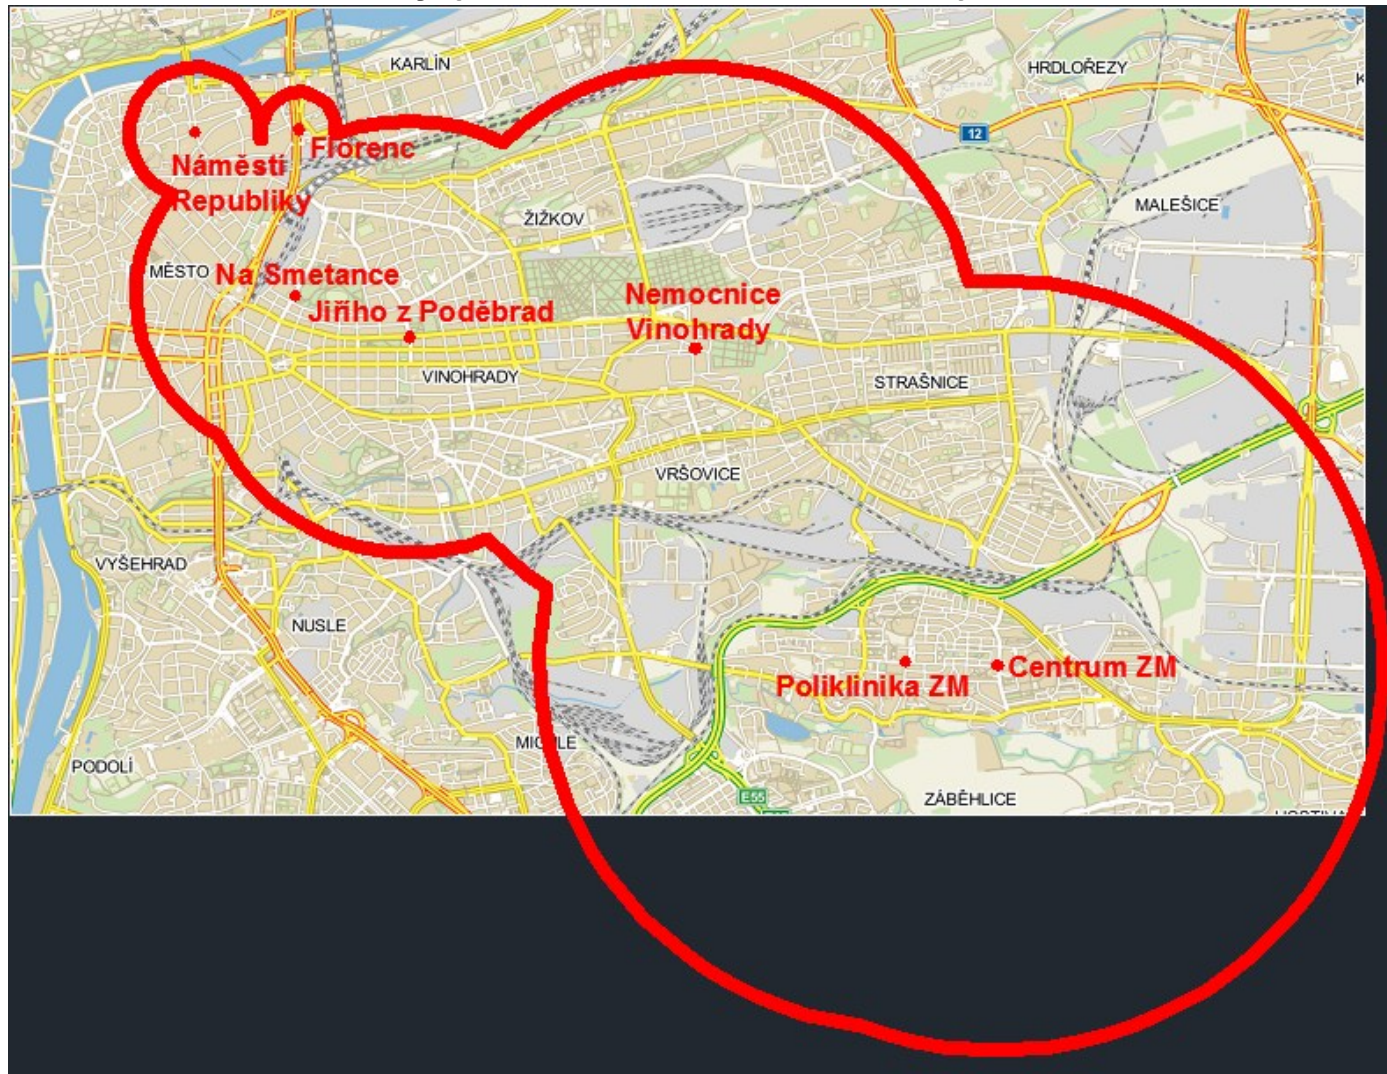 KARLÍN
HRDLOŘEZY
12
Florenc
Náměstí
Republiky
MALEŠICE
ŽIŽKOV
MĚSTO
Na Smetance
Jiřího z Poděbrad
Nemocnice
Vinohrady
VINOHRADY
STRAŠNICE
VRŠOVICE
VYŠEHRAD
NUSLE
Poliklinika ZM
Centrum ZM
PODOLÍ
E55
ZÁBĚHLICE